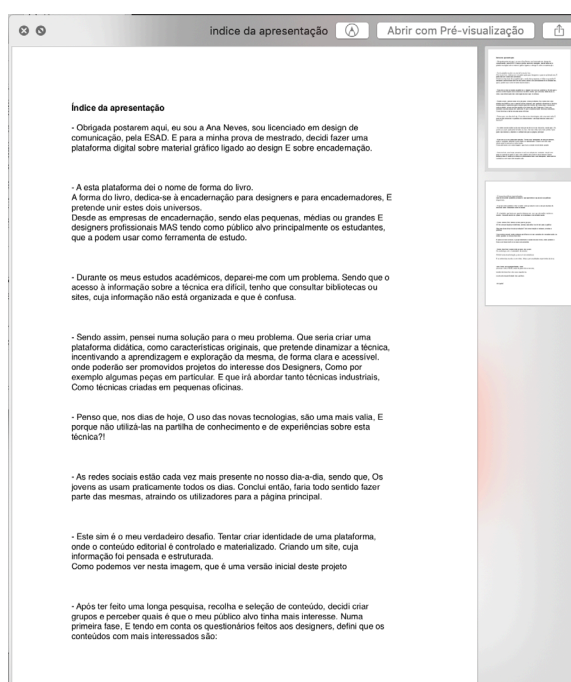 indice da apresentação
Abrir com Pré-visualização
Índice da apresentação
- Obrigada postarem aqui, eu sou a Ana Neves, sou licenciado em design de
comunicação, pela ESAD. E para a minha prova de mestrado, decidi fazer uma
plataforma digital sobre material gráfico ligado ao design E sobre encadernação.
- A esta plataforma dei o nome de forma do livro.
A forma do livro, dedica-se à encadernação para designers e para encadernadores, E
pretende unir estes dois universos.
Desde as empresas de encadernação, sendo elas pequenas, médias ou grandes E
designers profissionais MAS tendo como público alvo principalmente os estudantes,
que a podem usar como ferramenta de estudo.
- Durante os meus estudos académicos, deparei-me com um problema. Sendo que o
acesso à informação sobre a técnica era difícil, tenho que consultar bibliotecas ou
sites, cuja informação não está organizada e que é confusa.
- Sendo assim, pensei numa solução para o meu problema. Que seria criar uma
plataforma didática, como características originais, que pretende dinamizar a técnica,
incentivando a aprendizagem e exploração da mesma, de forma clara e acessível.
onde poderão ser promovidos projetos do interesse dos Designers, Como por
exemplo algumas peças em particular. E que irá abordar tanto técnicas industriais,
Como técnicas criadas em pequenas oficinas.
- Penso que, nos dias de hoje, O uso das novas tecnologias, são uma mais valia, E
porque não utilizá-las na partilha de conhecimento e de experiências sobre esta
técnica?!
- As redes sociais estão cada vez mais presente no nosso dia-a-dia, sendo que, Os
jovens as usam praticamente todos os dias. Conclui então, faria todo sentido fazer
parte das mesmas, atraindo os utilizadores para a página principal.
- Este sim é o meu verdadeiro desafio. Tentar criar identidade de uma plataforma,
onde o conteúdo editorial é controlado e materializado. Criando um site, cuja
informação foi pensada e estruturada.
Como podemos ver nesta imagem, que é uma versão inicial deste projeto
- Após ter feito uma longa pesquisa, recolha e seleção de conteúdo, decidi criar
grupos e perceber quais é que o meu público alvo tinha mais interesse. Numa
primeira fase, E tendo em conta os questionários feitos aos designers, defini que os
conteúdos com mais interessados são: